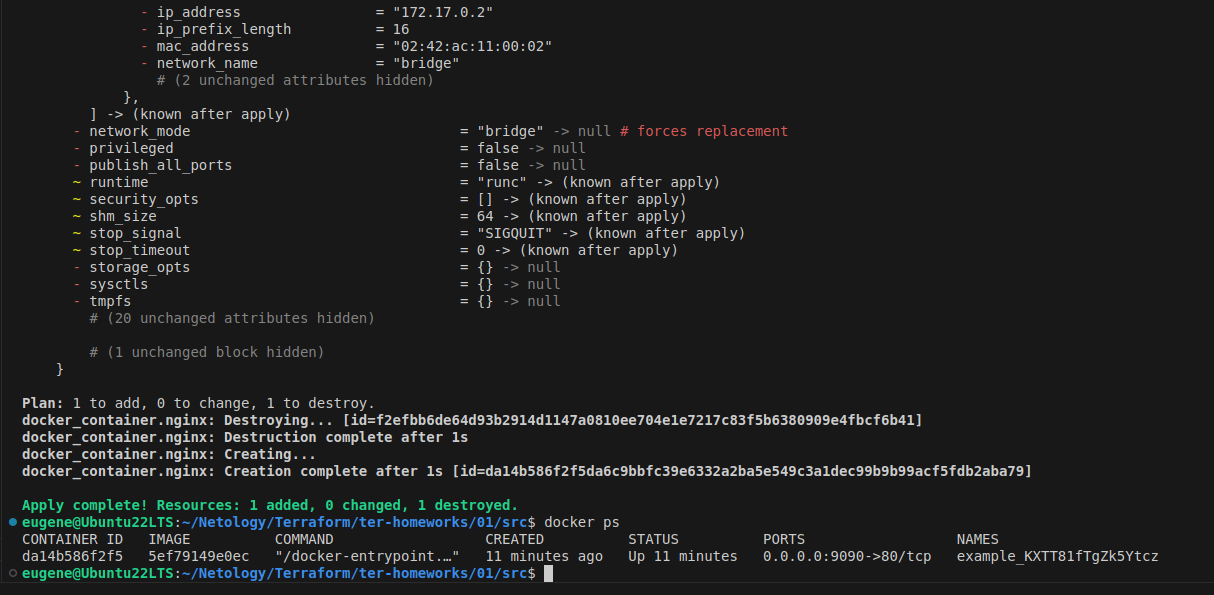 - ip_address = "172.17.0.2"
- ip_prefix_length = 16
- mac_address = "02:42:ac:11:00:02"
- network_name = "bridge"
# (2 unchanged attributes hidden)
},
] -> (known after apply)
- network_mode = "bridge" -> null # forces replacement
- privileged = false -> null
- publish_all_ports = false -> null
~ runtime = "runc" -> (known after apply)
~ security_opts = [] -> (known after apply)
~ shm_size = 64 -> (known after apply)
~ stop_signal = "SIGQUIT" -> (known after apply)
~ stop_timeout = 0 -> (known after apply)
- storage_opts = {} -> null
- sysctls = {} -> null
- tmpfs = {} -> null
# (20 unchanged attributes hidden)
# (1 unchanged block hidden)
}
Plan: 1 to add, 0 to change, 1 to destroy.
docker_container.nginx: Destroying... [id=f2efbb6de64d93b2914d1147a0810ee704e1e7217c83f5b6380909e4fbcf6b41]
docker_container.nginx: Destruction complete after 1s
docker_container.nginx: Creating...
docker_container.nginx: Creation complete after 1s [id=da14b586f2f5da6c9bbfc39e6332a2ba5e549c3a1dec99b9b99acf5fdb2aba79]
Apply complete! Resources: 1 added, 0 changed, 1 destroyed.
eugene@Ubuntu22LTS:~/Netology/Terraform/ter-homeworks/01/src$ docker ps
CONTAINER ID IMAGE COMMAND CREATED STATUS PORTS NAMES
da14b586f2f5 5ef79149e0ec "/docker-entrypoint.…" 11 minutes ago Up 11 minutes 0.0.0.0:9090->80/tcp example_KXTT81fTgZk5Ytcz
eugene@Ubuntu22LTS:~/Netology/Terraform/ter-homeworks/01/src$